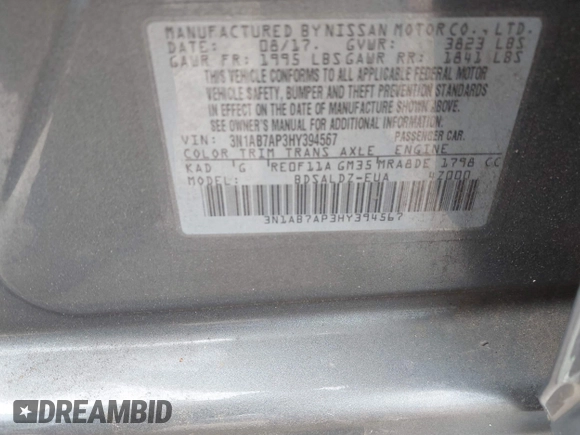 MANUFACTURED BY NISSAN MOTOR CO., LTD.
DATE: 08/17. GVWR: 3823 LBS
GAWR FR: 1995 LBS GAWR RR: 1841 LBS
THIS VEHICLE CONFORMS TO ALL APPLICABLE FEDERAL MOTOR
VEHICLE SAFETY, BUMPER AND THEFT PREVENTION STANDARDS
IN EFFECT ON THE DATE OF MANUFACTURE SHOWN ABOVE.
SEE OWNER'S MANUAL FOR ADDITIONAL INFORMATION.
VIN: 3N1AB7AP3HY394567 PASSENGER CAR.
COLOR TRIM TRANS AXLE ENGINE
KAD G RE0F11A GM35 MRA8DE 1798 CC
MODEL: BDSALDZ-EUA 4Z000
3N1AB7AP3HY394567
DREAMBID